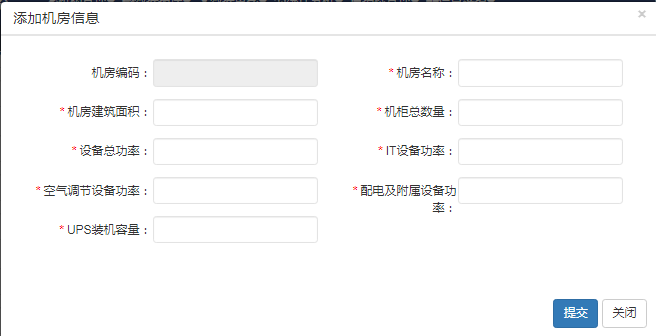 添加机房信息 ×
机房编码： * 机房名称：
* 机房建筑面积： * 机柜总数量：
* 设备总功率： * IT设备功率：
* 空气调节设备功率： * 配电及附属设备功
率：
* UPS装机容量：
提交 关闭